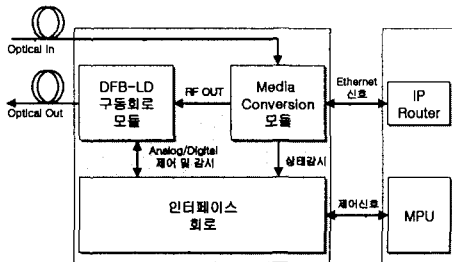 Optical In
Optical Out
DFB-LD
구동회로
모듈
RF OUT
Media
Conversion
모듈
Ethernet
신호
IP
Router
Analog/Digital
제어 및 감시
상태감시
인터페이스
회로
제어신호
MPU